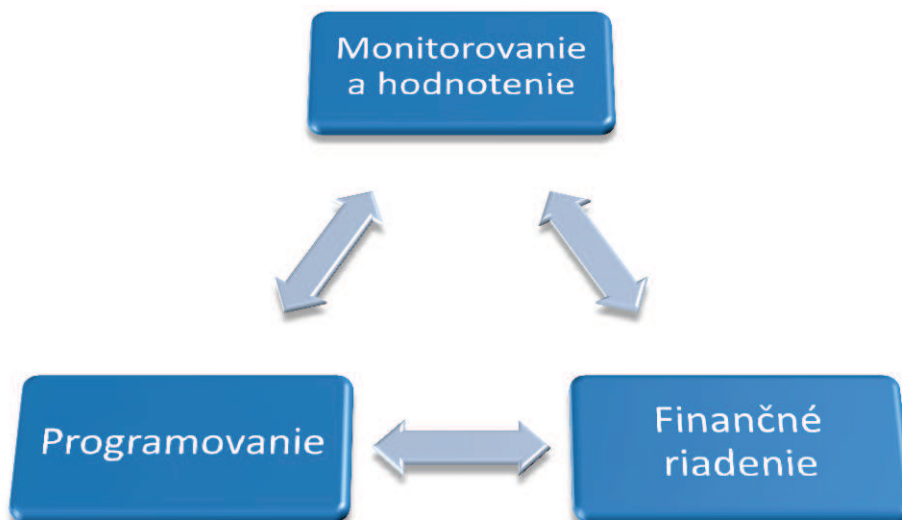 Monitorovanie
a hodnotenie
Programovanie
Finančné
riadenie